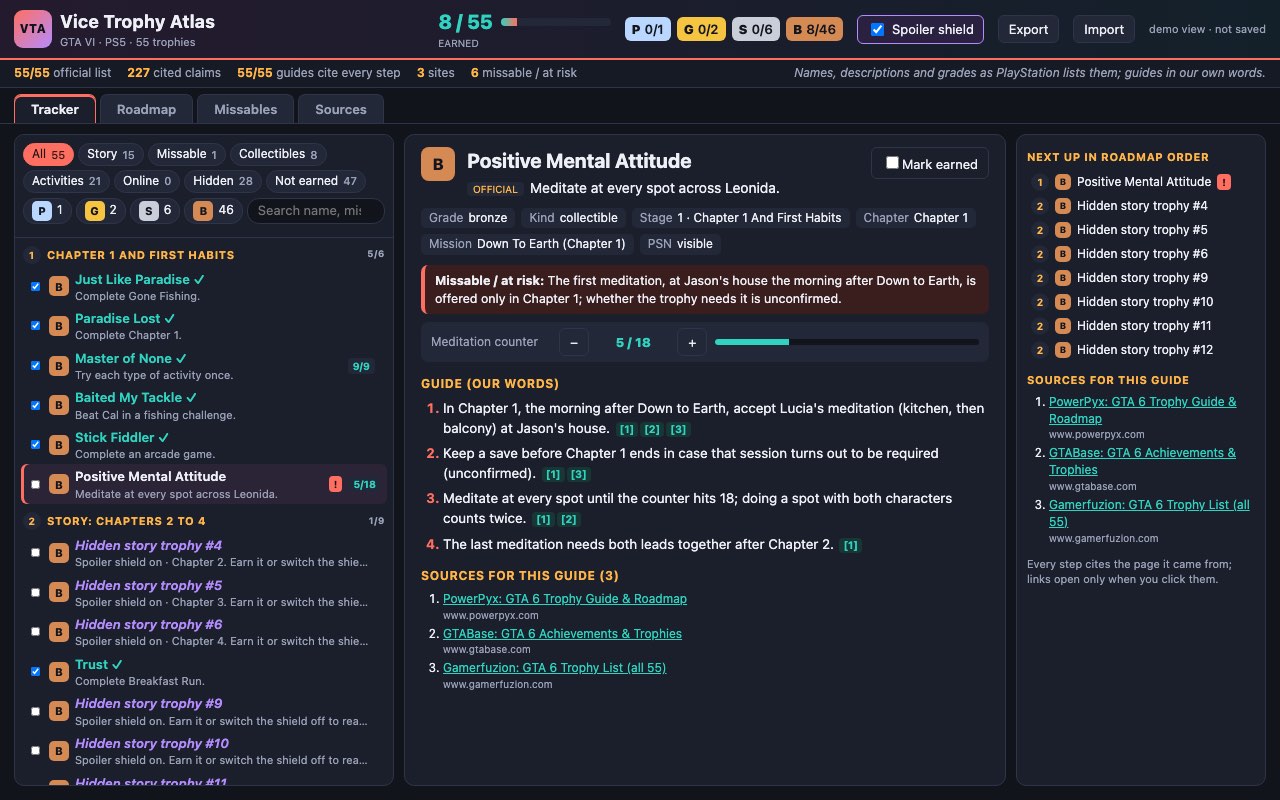 VTA
Vice Trophy Atlas
GTA VI · PS5 · 55 trophies
8 / 55
EARNED
P 0/1
G 0/2
S 0/6
B 8/46
Spoiler shield
Export
Import
demo view · not saved
55/55 official list 227 cited claims 55/55 guides cite every step 3 sites 6 missable / at risk
Names, descriptions and grades as PlayStation lists them; guides in our own words.
Tracker
Roadmap
Missables
Sources
All 55 Story 15 Missable 1 Collectibles 8
Activities 21 Online 0 Hidden 28 Not earned 47
P 1 G 2 S 6 B 46 Search name, mi
1 CHAPTER 1 AND FIRST HABITS 5/6
B Just Like Paradise ✓
Complete Gone Fishing.
B Paradise Lost ✓
Complete Chapter 1.
B Master of None ✓ 9/9
Try each type of activity once.
B Baited My Tackle ✓
Beat Cal in a fishing challenge.
B Stick Fiddler ✓
Complete an arcade game.
B Positive Mental Attitude ! 5/18
Meditate at every spot across Leonida.
2 STORY: CHAPTERS 2 TO 4 1/9
B Hidden story trophy #4
Spoiler shield on · Chapter 2. Earn it or switch the shie...
B Hidden story trophy #5
Spoiler shield on · Chapter 3. Earn it or switch the shie...
B Hidden story trophy #6
Spoiler shield on · Chapter 4. Earn it or switch the shie...
B Trust ✓
Complete Breakfast Run.
B Hidden story trophy #9
Spoiler shield on. Earn it or switch the shield off to rea...
B Hidden story trophy #10
Spoiler shield on. Earn it or switch the shield off to rea...
Hidden story trophy #11
B Positive Mental Attitude
Mark earned
OFFICIAL Meditate at every spot across Leonida.
Grade bronze Kind collectible Stage 1 · Chapter 1 And First Habits Chapter Chapter 1
Mission Down To Earth (Chapter 1) PSN visible
Missable / at risk: The first meditation, at Jason's house the morning after Down to Earth, is
offered only in Chapter 1; whether the trophy needs it is unconfirmed.
Meditation counter − 5 / 18 +
GUIDE (OUR WORDS)
1. In Chapter 1, the morning after Down to Earth, accept Lucia's meditation (kitchen, then
balcony) at Jason's house. [1] [2] [3]
2. Keep a save before Chapter 1 ends in case that session turns out to be required
(unconfirmed). [1] [3]
3. Meditate at every spot until the counter hits 18; doing a spot with both characters
counts twice. [1] [2]
4. The last meditation needs both leads together after Chapter 2. [1]
SOURCES FOR THIS GUIDE (3)
1. PowerPyx: GTA 6 Trophy Guide & Roadmap
www.powerpyx.com
2. GTABase: GTA 6 Achievements & Trophies
www.gtabase.com
3. Gamerfuzion: GTA 6 Trophy List (all 55)
www.gamerfuzion.com
NEXT UP IN ROADMAP ORDER
1 B Positive Mental Attitude !
2 B Hidden story trophy #4
2 B Hidden story trophy #5
2 B Hidden story trophy #6
2 B Hidden story trophy #9
2 B Hidden story trophy #10
2 B Hidden story trophy #11
2 B Hidden story trophy #12
SOURCES FOR THIS GUIDE
1. PowerPyx: GTA 6 Trophy Guide &
Roadmap
www.powerpyx.com
2. GTABase: GTA 6 Achievements &
Trophies
www.gtabase.com
3. Gamerfuzion: GTA 6 Trophy List (all
55)
www.gamerfuzion.com
Every step cites the page it came from;
links open only when you click them.